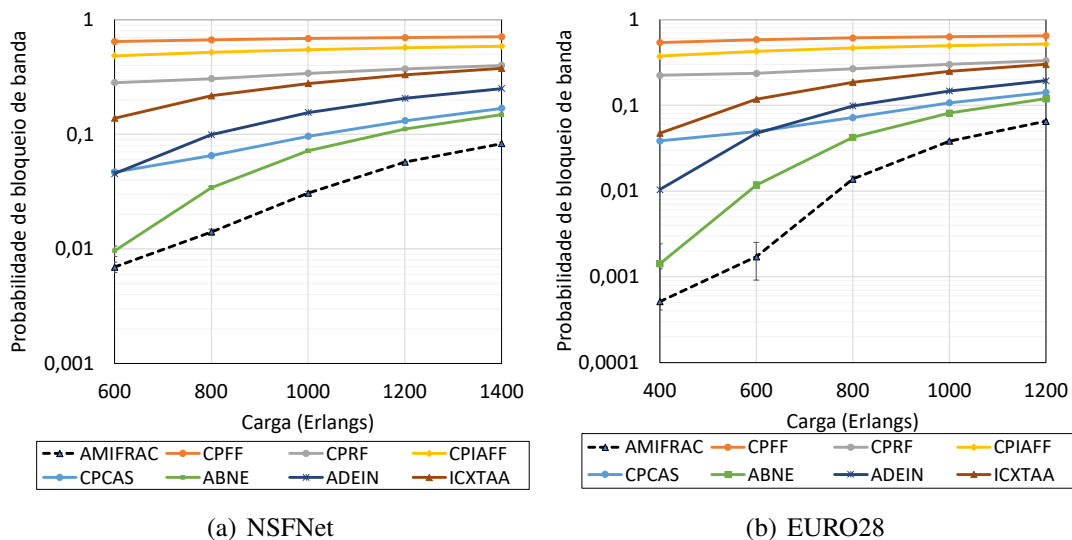 Probabilidade de bloqueio de banda
1
0,1
0,01
0,001
600 800 1000 1200 1400
Carga (Erlangs)
AMIFRAC CPFF CPRF CPIAFF
CPCAS ABNE ADEIN ICXTAA
(a) NSFNet
Probabilidade de bloqueio de banda
1
0,1
0,01
0,001
0,0001
400 600 800 1000 1200
Carga (Erlangs)
AMIFRAC CPFF CPRF CPIAFF
CPCAS ABNE ADEIN ICXTAA
(b) EURO28